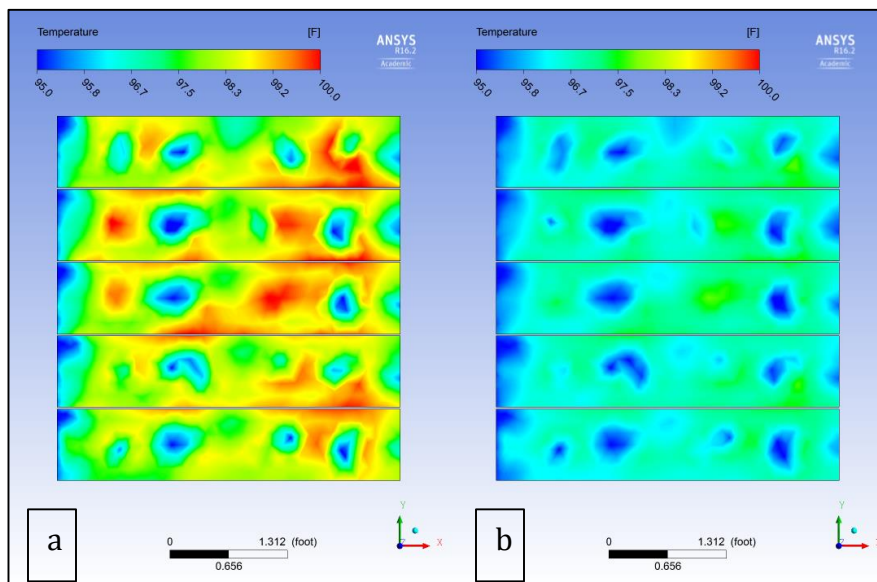 Temperature [F]
95.0 95.8 96.7 97.5 98.3 99.2 100.0
ANSYS
R16.2
Academic
a
0 1.312 (foot)
0.656
Y
Z X
Temperature [F]
95.0 95.8 96.7 97.5 98.3 99.2 100.0
ANSYS
R16.2
Academic
b
0 1.312 (foot)
0.656
Y